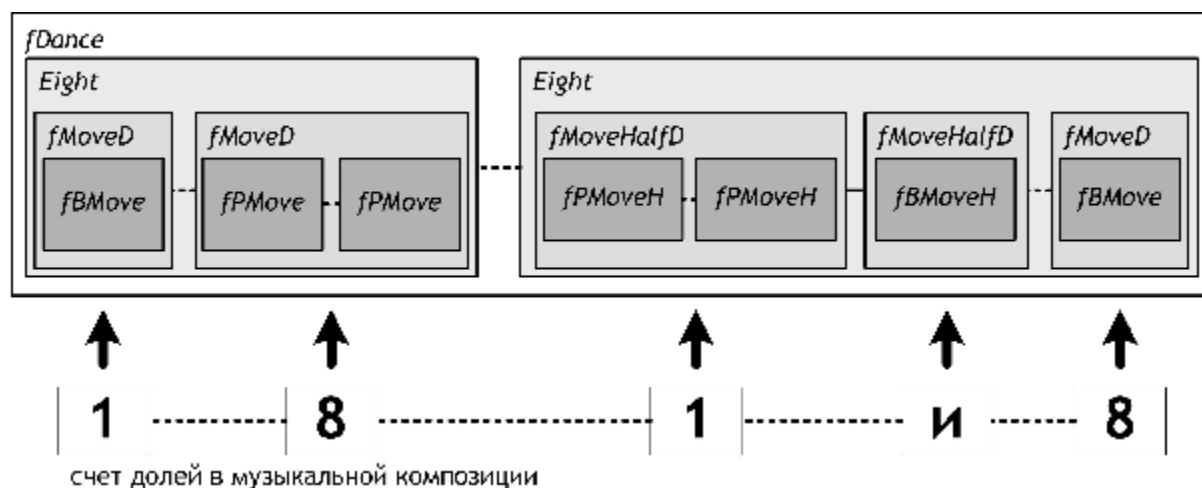 fDance
Eight Eight
fMoveD fMoveD fMoveHalfD fMoveHalfD fMoveD
fBMove fPMove fPMove fPMoveH fPMoveH fBMoveH fBMove
1 8 1 и 8
счет долей в музыкальной композиции